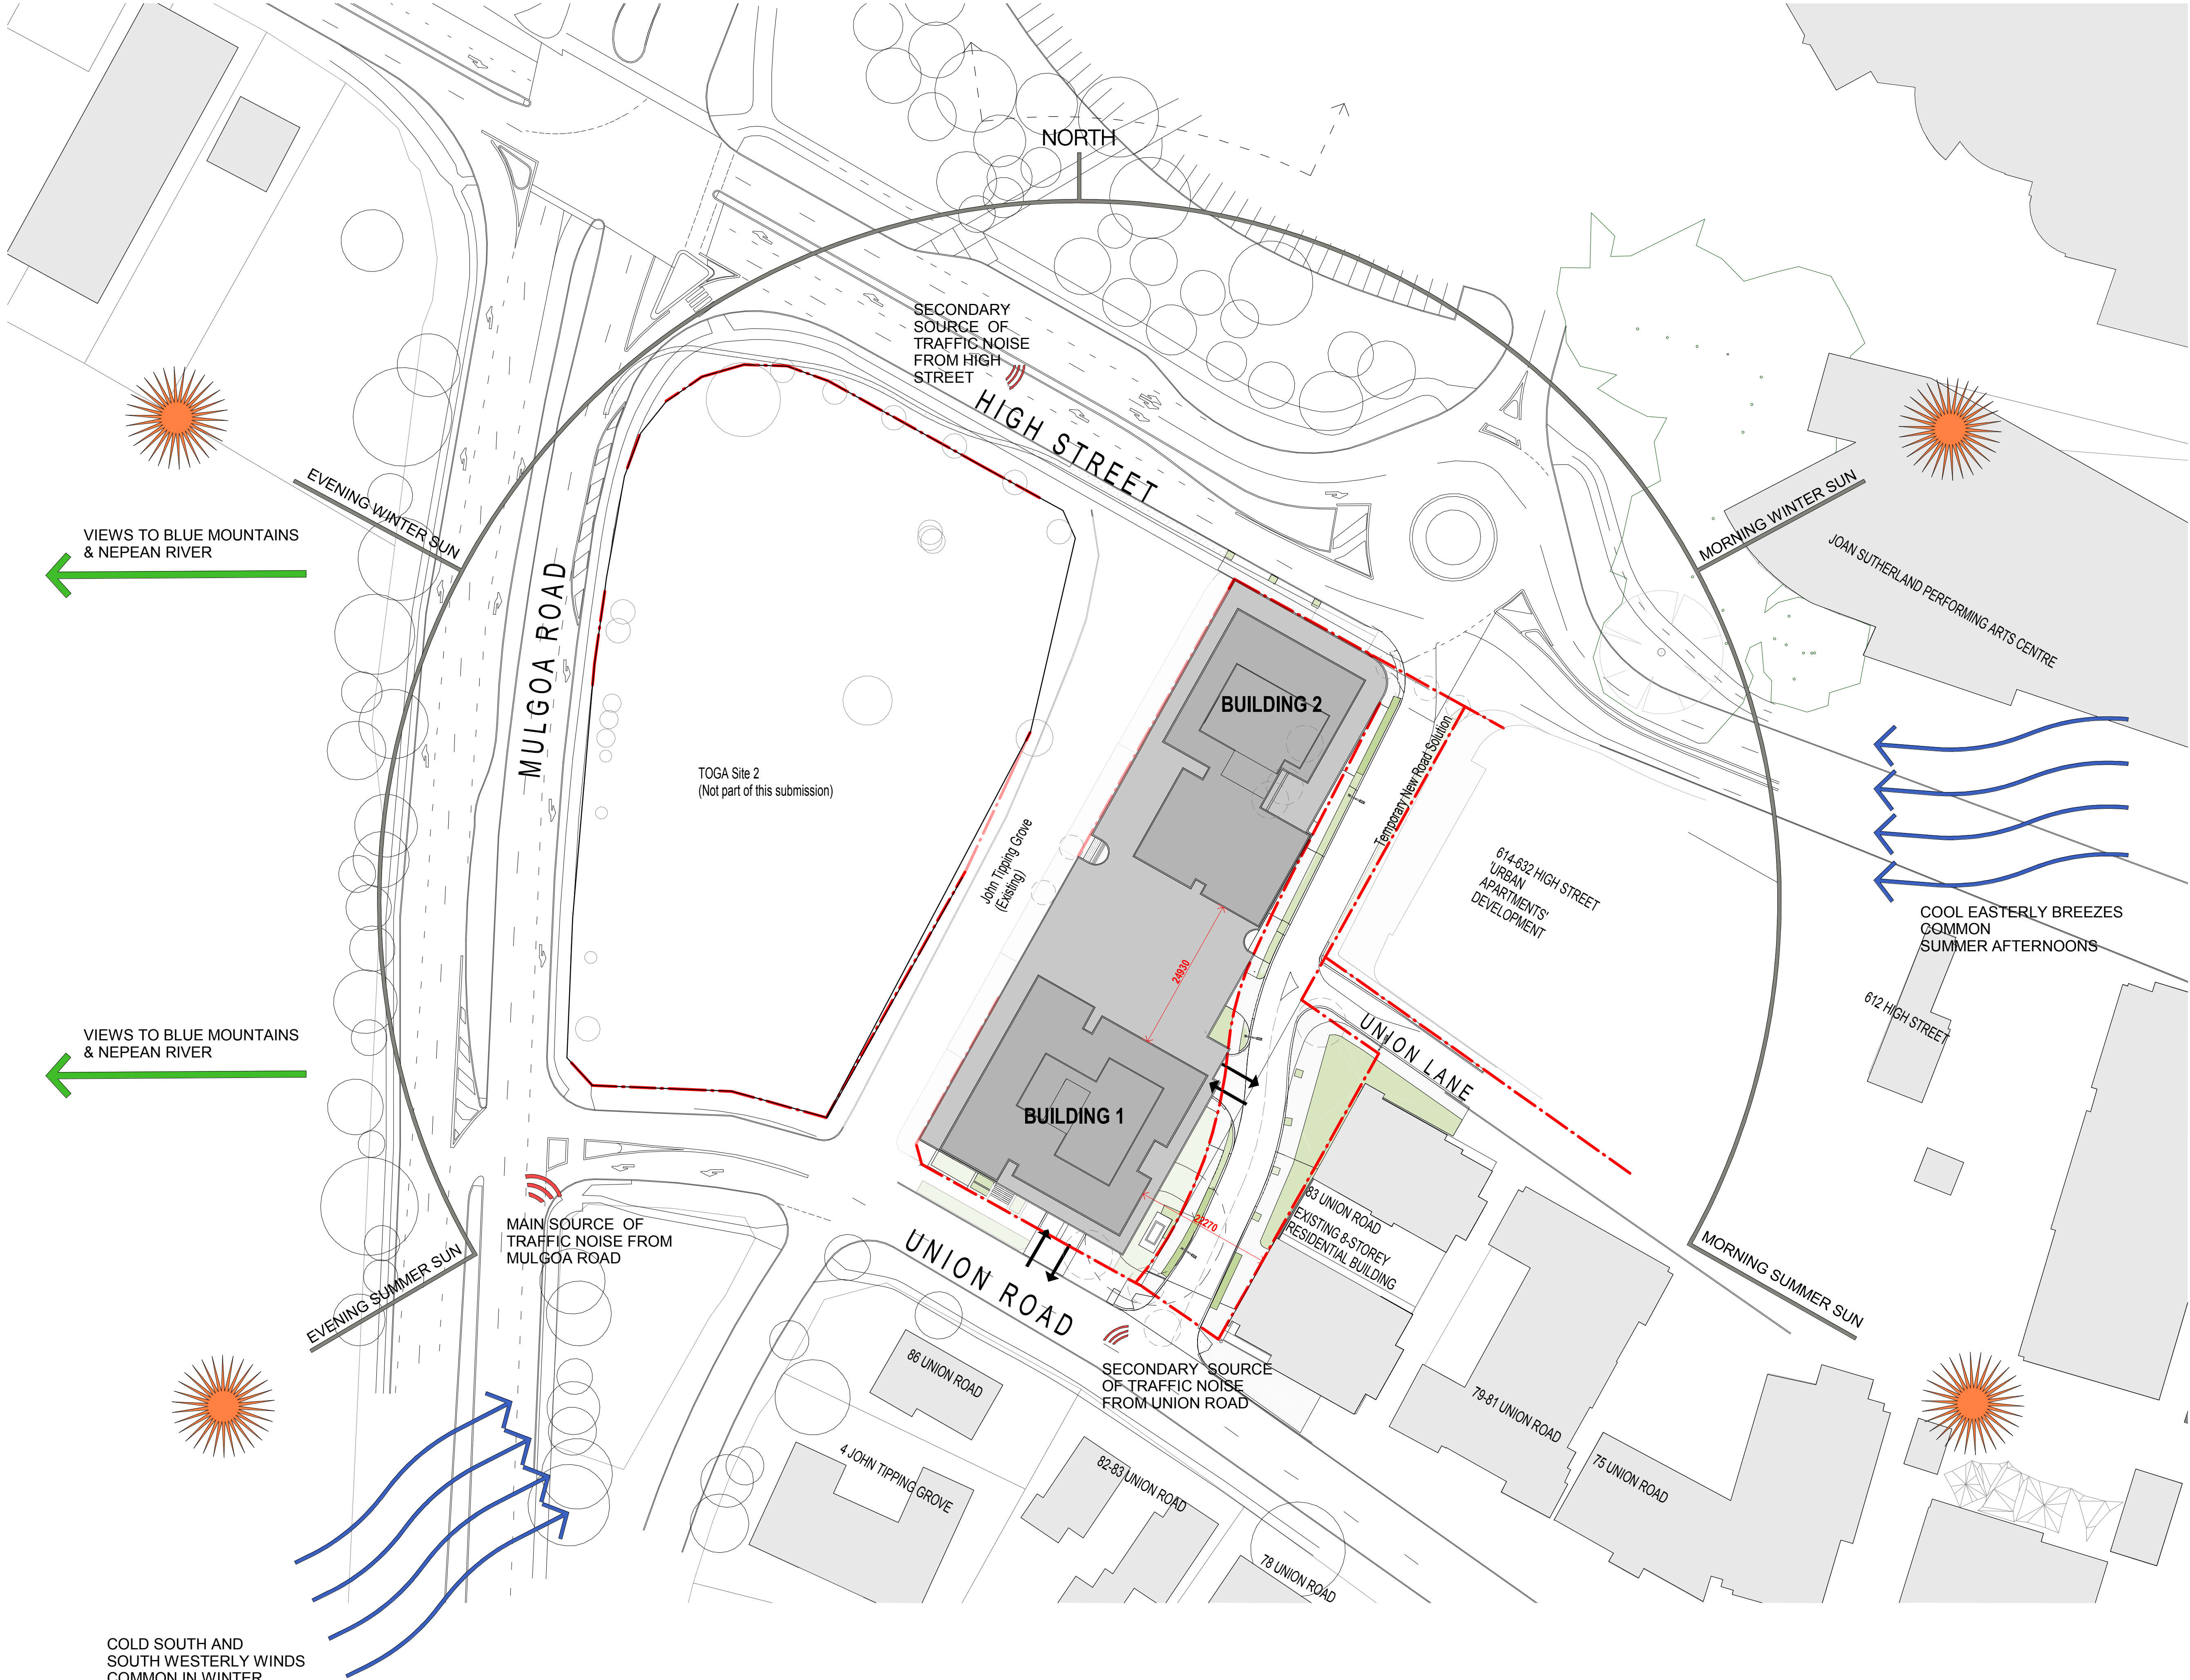 NORTH
SECONDARY
SOURCE OF
TRAFFIC NOISE
FROM HIGH
STREET
HIGH STREET
EVENING WINTER SUN
MORNING WINTER SUN
VIEWS TO BLUE MOUNTAINS
& NEPEAN RIVER
MULGOA ROAD
JOAN SUTHERLAND PERFORMING ARTS CENTRE
BUILDING 2
Temporary New Road Solution
TOGA Site 2
(Not part of this submission)
John Tipping Grove
(Existing)
614-632 HIGH STREET
'URBAN
APARTMENTS'
DEVELOPMENT
COOL EASTERLY BREEZES
COMMON
SUMMER AFTERNOONS
24930
612 HIGH STREET
VIEWS TO BLUE MOUNTAINS
& NEPEAN RIVER
UNION LANE
BUILDING 1
83 UNION ROAD
EXISTING 8-STOREY
RESIDENTIAL BUILDING
22270
MAIN SOURCE OF
TRAFFIC NOISE FROM
MULGOA ROAD
EVENING SUMMER SUN
MORNING SUMMER SUN
UNION ROAD
SECONDARY SOURCE
OF TRAFFIC NOISE
FROM UNION ROAD
86 UNION ROAD
79-81 UNION ROAD
4 JOHN TIPPING GROVE
82-83 UNION ROAD
75 UNION ROAD
78 UNION ROAD
COLD SOUTH AND
SOUTH WESTERLY WINDS
COMMON IN WINTER